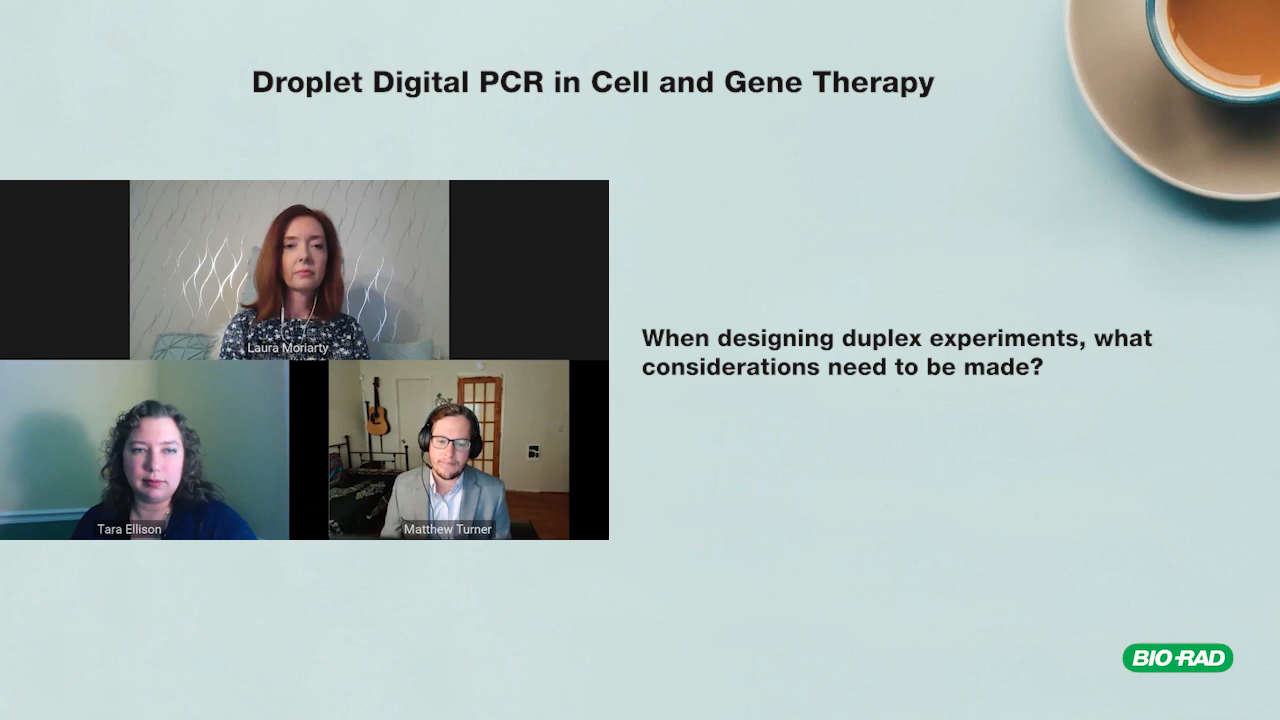 Droplet Digital PCR in Cell and Gene Therapy
Laura Moriarty
When designing duplex experiments, what
considerations need to be made?
Tara Ellison
Matthew Turner
BIO-RAD